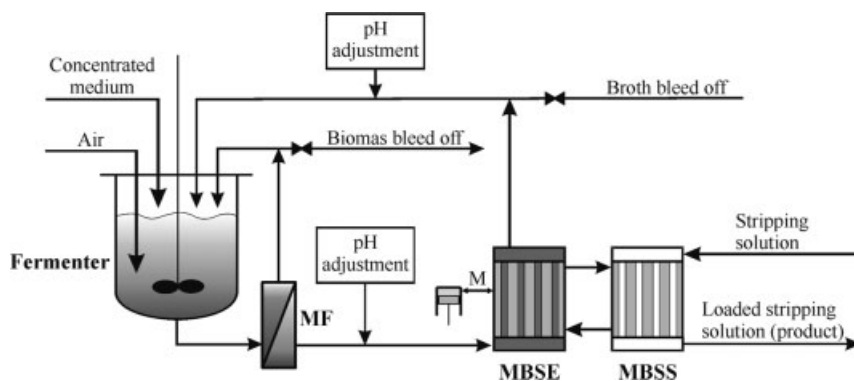 pH
adjustment
Concentrated
medium
Broth bleed off
Air
Biomas bleed off
Fermenter
pH
adjustment
Stripping
solution
M
MF
Loaded stripping
solution (product)
MBSE
MBSS